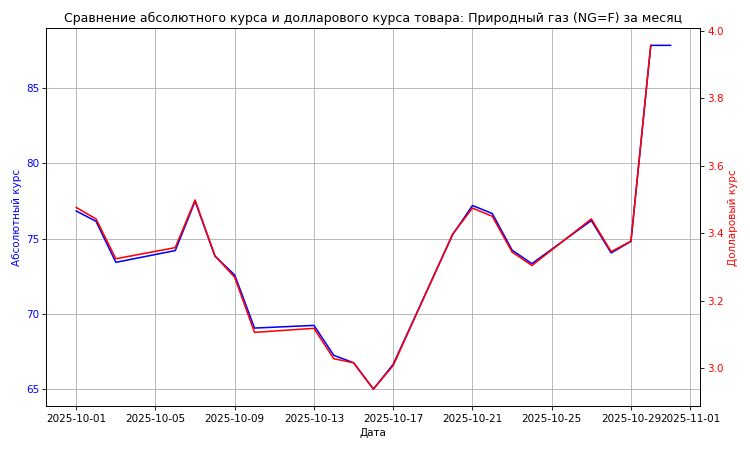 Сравнение абсолютного курса и долларового курса товара: Природный газ (NG=F) за месяц
85
80
75
70
65
Абсолютный курс
4.0
3.8
3.6
3.4
3.2
3.0
Долларовый курс
2025-10-01 2025-10-05 2025-10-09 2025-10-13 2025-10-17 2025-10-21 2025-10-25 2025-10-29 2025-11-01
Дата